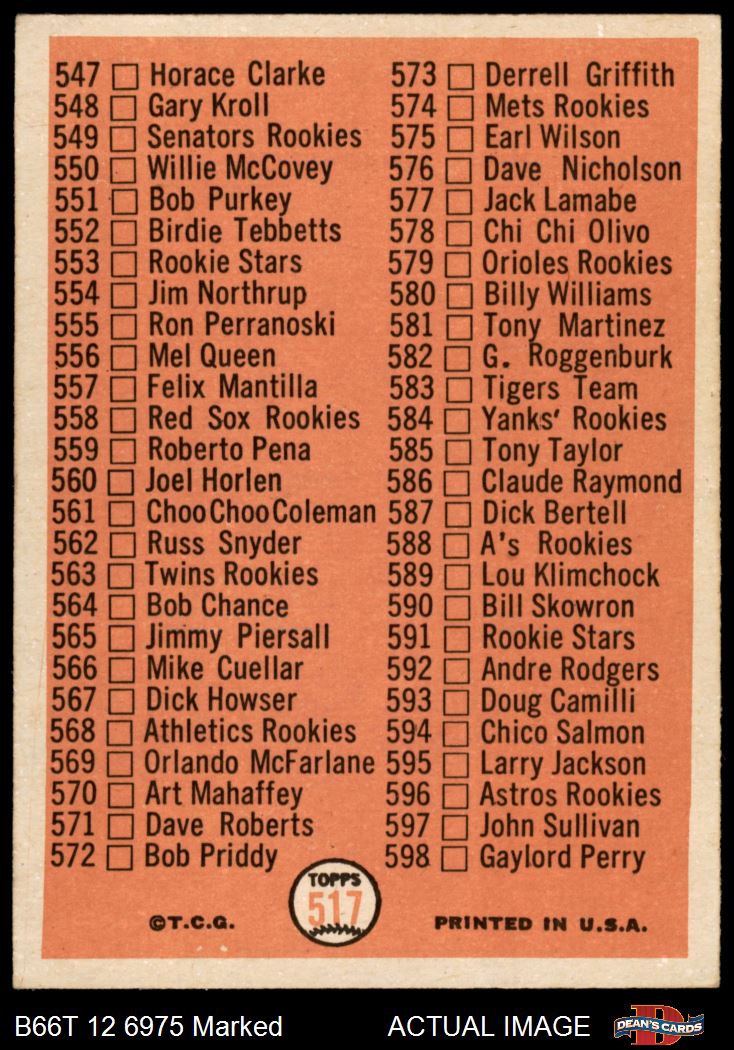 547 □ Horace Clarke
548 □ Gary Kroll
549 □ Senators Rookies
550 □ Willie McCovey
551 □ Bob Purkey
552 □ Birdie Tebbetts
553 □ Rookie Stars
554 □ Jim Northrup
555 □ Ron Perranoski
556 □ Mel Queen
557 □ Felix Mantilla
558 □ Red Sox Rookies
559 □ Roberto Pena
560 □ Joel Horlen
561 □ Choo Choo Coleman
562 □ Russ Snyder
563 □ Twins Rookies
564 □ Bob Chance
565 □ Jimmy Piersall
566 □ Mike Cuellar
567 □ Dick Howser
568 □ Athletics Rookies
569 □ Orlando McFarlane
570 □ Art Mahaffey
571 □ Dave Roberts
572 □ Bob Priddy
573 □ Derrell Griffith
574 □ Mets Rookies
575 □ Earl Wilson
576 □ Dave Nicholson
577 □ Jack Lamabe
578 □ Chi Chi Olivo
579 □ Orioles Rookies
580 □ Billy Williams
581 □ Tony Martinez
582 □ G. Roggenburk
583 □ Tigers Team
584 □ Yanks' Rookies
585 □ Tony Taylor
586 □ Claude Raymond
587 □ Dick Bertell
588 □ A's Rookies
589 □ Lou Klimchock
590 □ Bill Skowron
591 □ Rookie Stars
592 □ Andre Rodgers
593 □ Doug Camilli
594 □ Chico Salmon
595 □ Larry Jackson
596 □ Astros Rookies
597 □ John Sullivan
598 □ Gaylord Perry
TOPPS
517
©T.C.G.
PRINTED IN U.S.A.
B66T 12 6975 Marked
ACTUAL IMAGE
D
DEAN'S CARDS